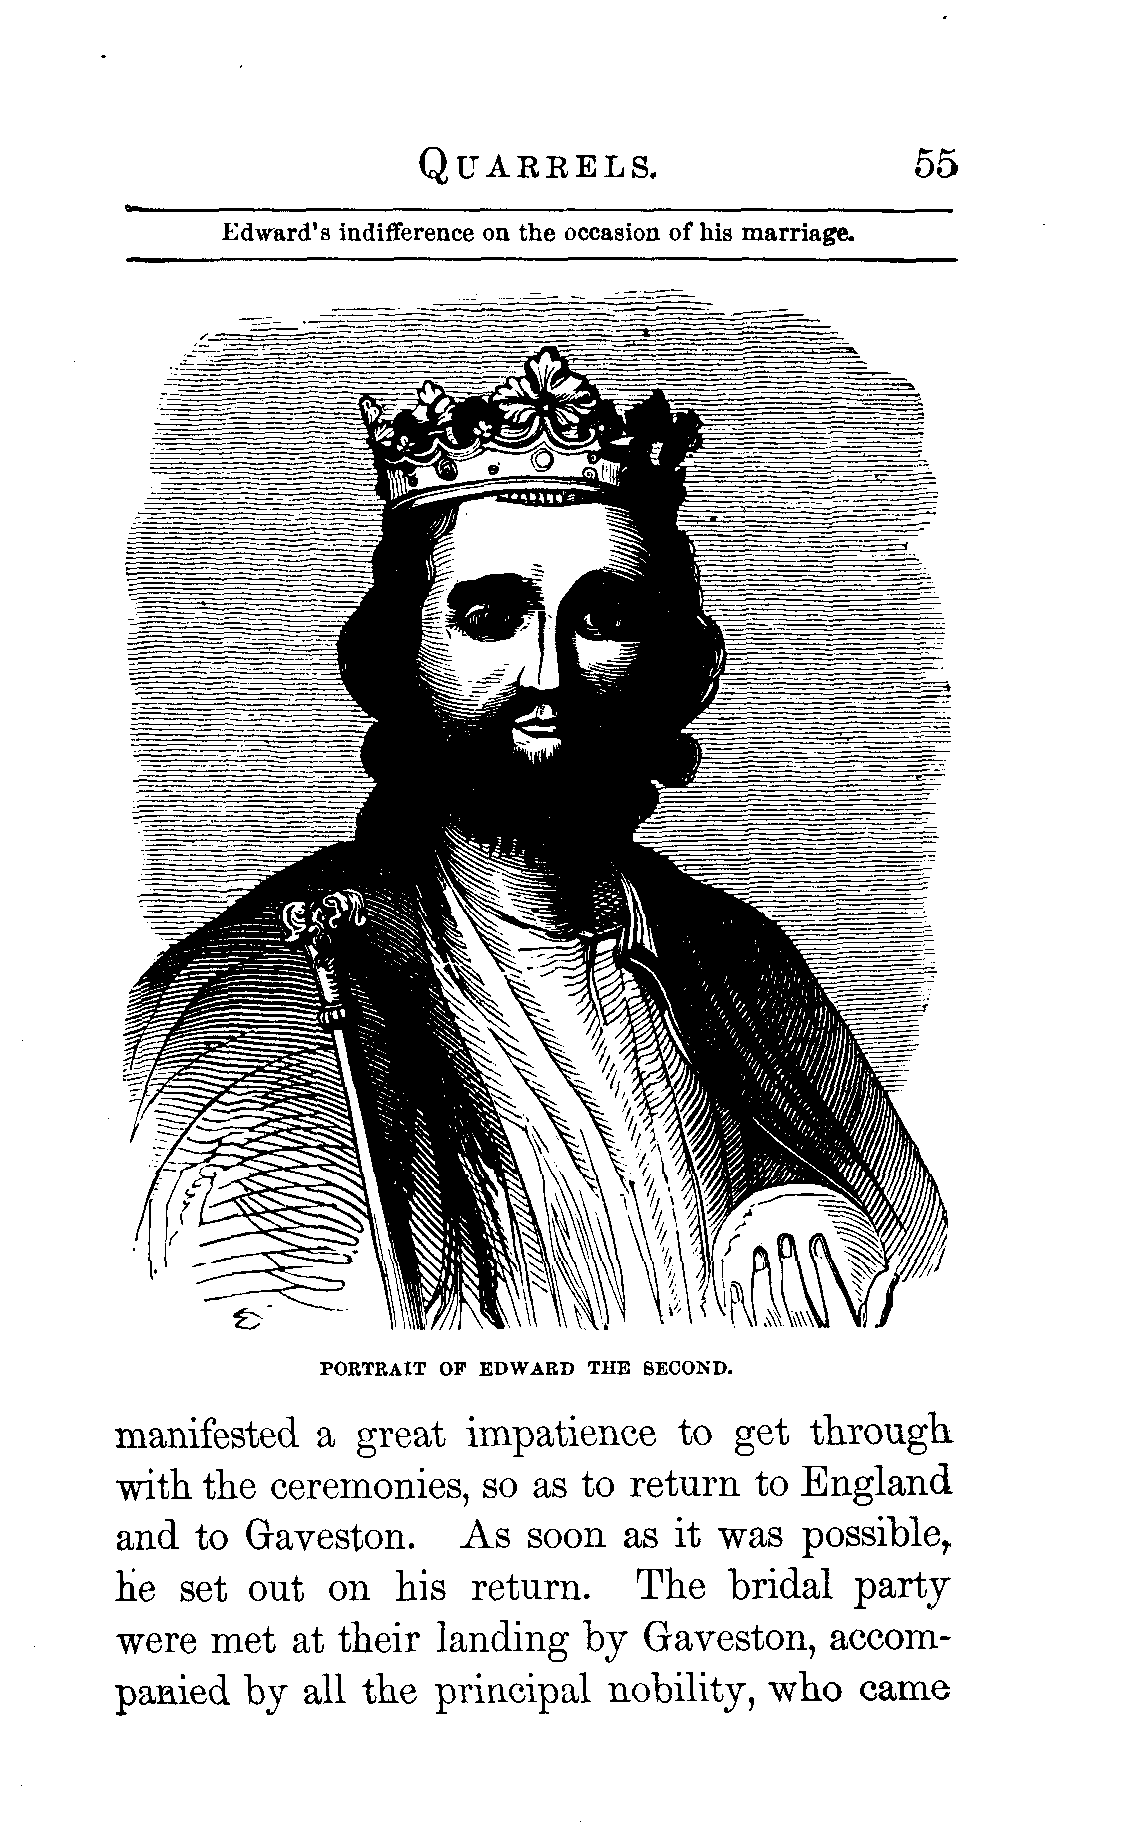 QUARRELS. 55
Edward's indifference on the occasion of his marriage.
PORTRAIT OF EDWARD THE SECOND.
manifested a great impatience to get through
with the ceremonies, so as to return to England
and to Gaveston. As soon as it was possible,
he set out on his return. The bridal party
were met at their landing by Gaveston, accom-
panied by all the principal nobility, who came